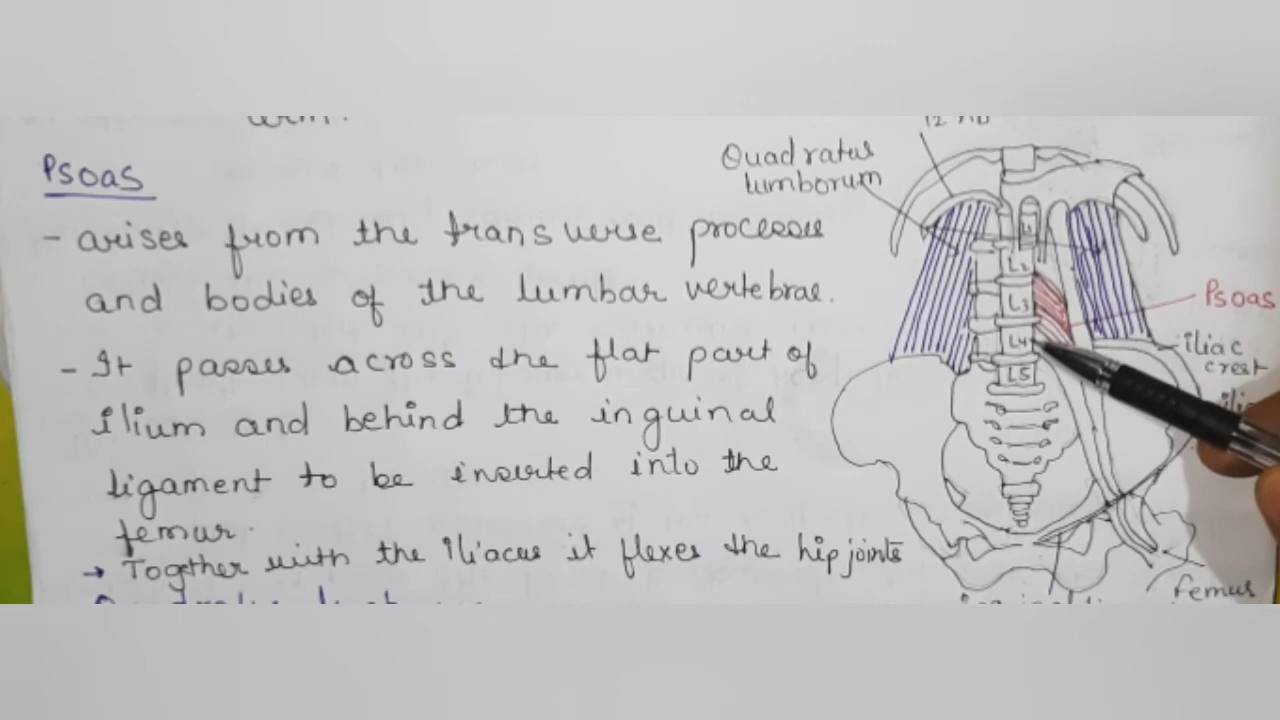 Psoas
- arises from the transverse processes
and bodies of the lumbar vertebrae.
- It passes across the flat part of
ilium and behind the inguinal
ligament to be inserted into the
femur.
→ Together with the iliacus it flexes the hip joints
Quadratus
lumborum
L2
L3
L4
L5
Psoas
iliac
crest
femur